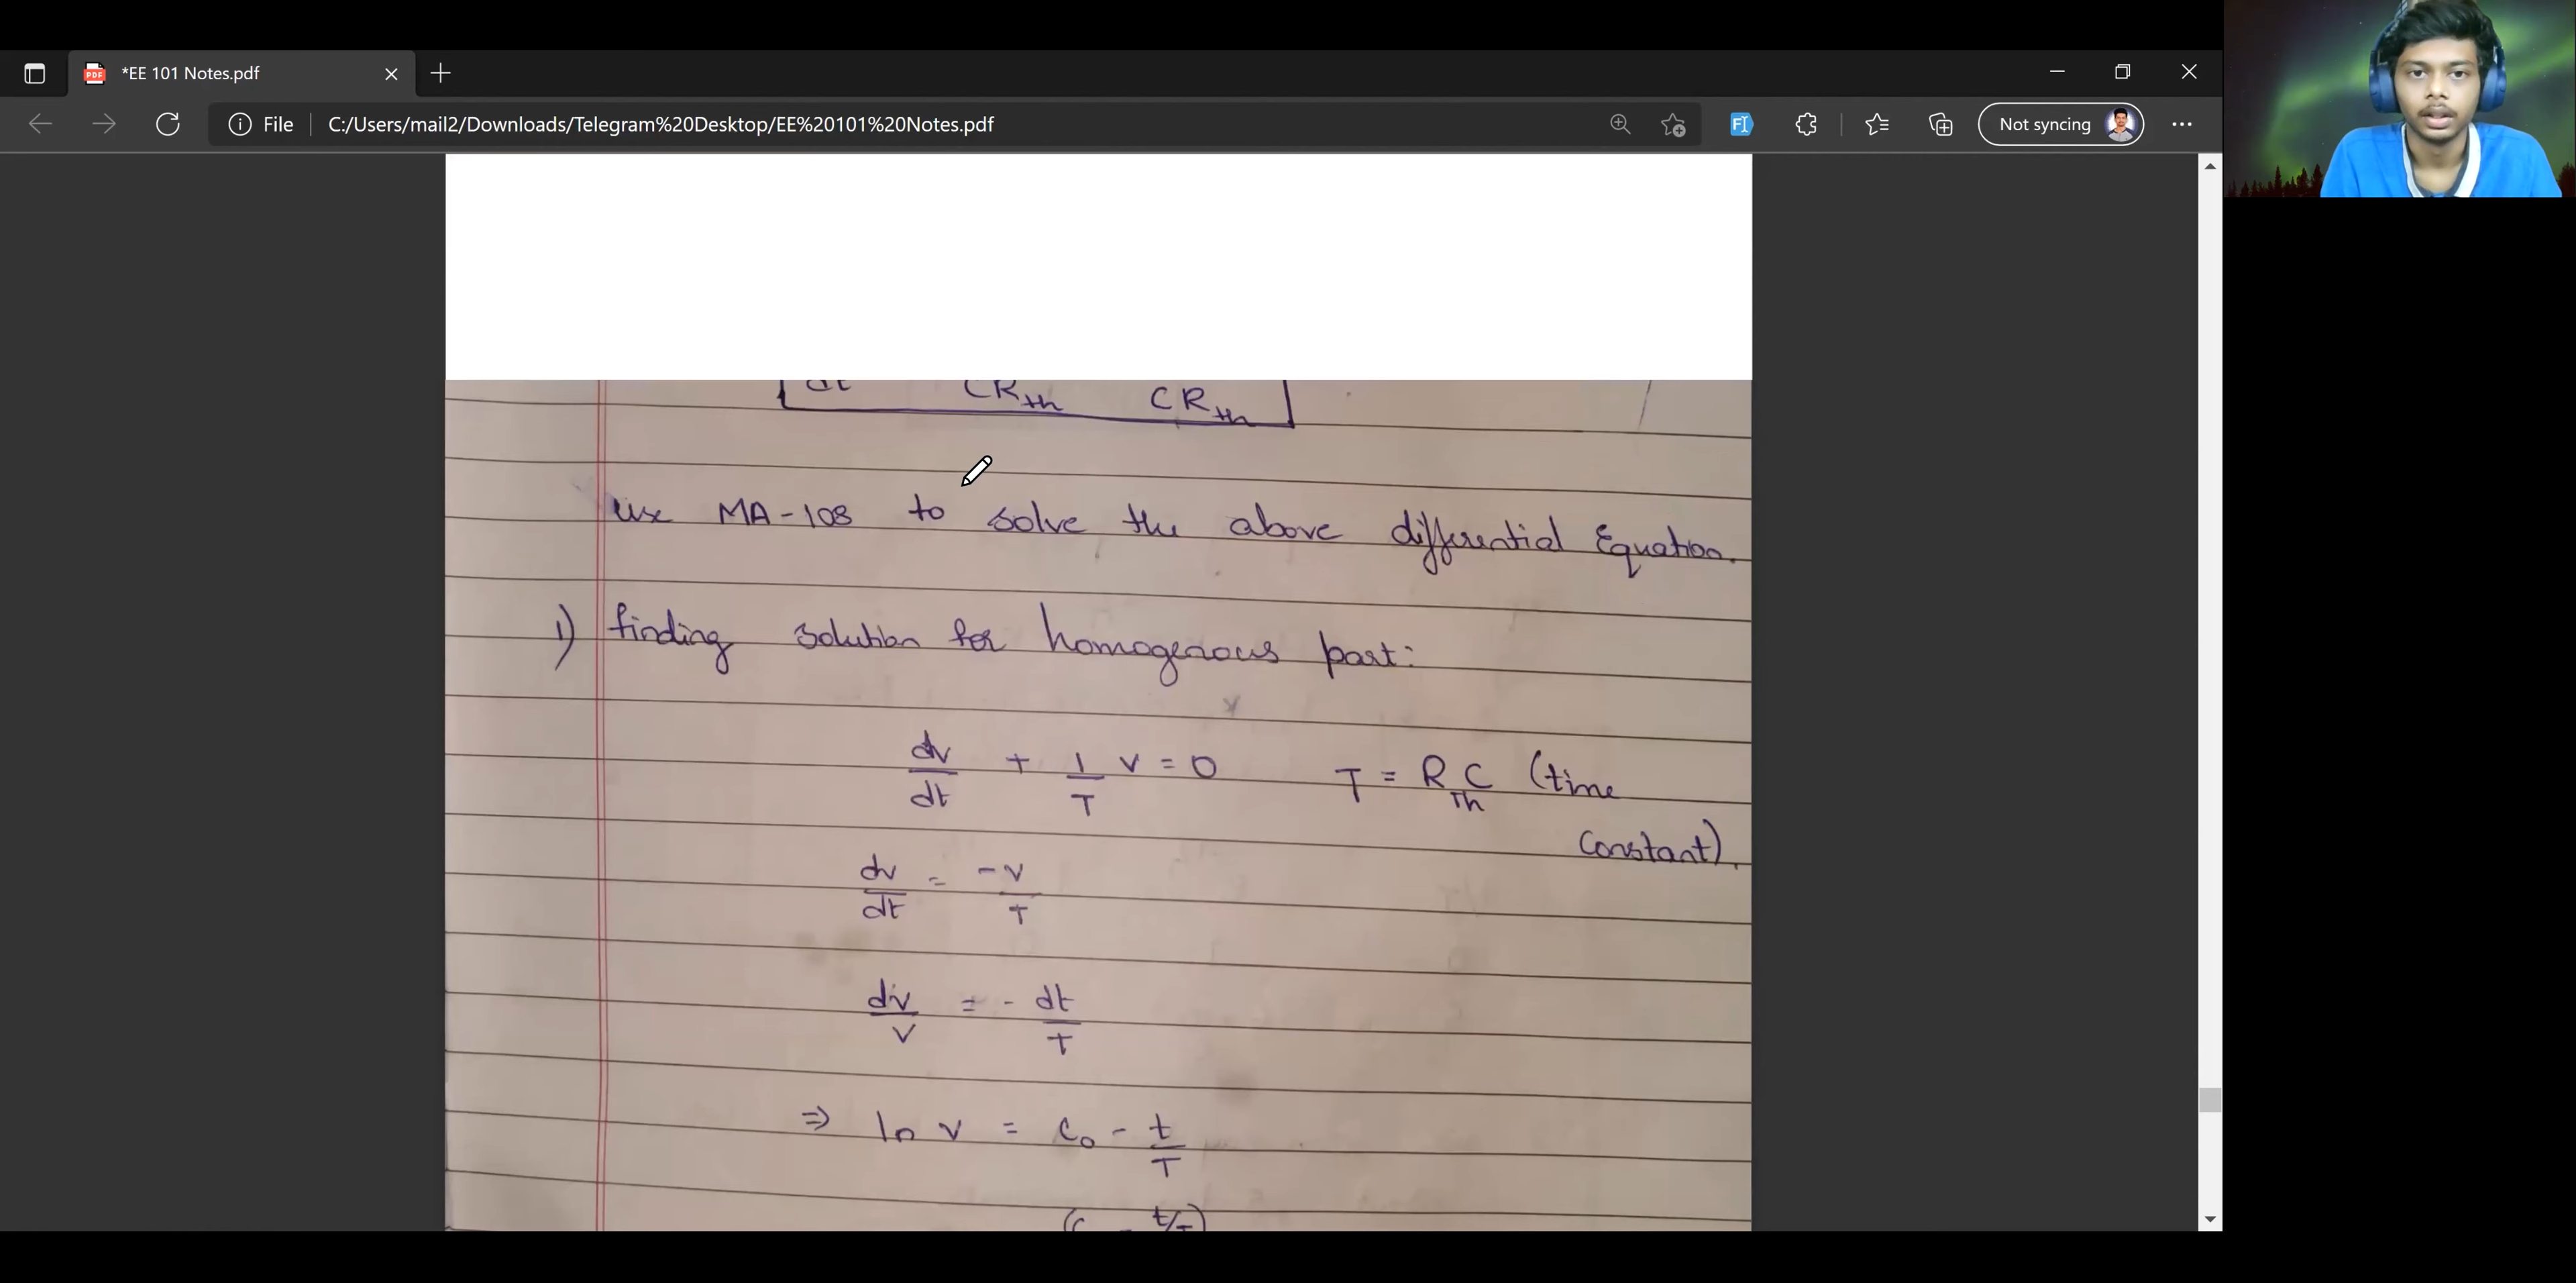 *EE 101 Notes.pdf
File C:/Users/mail2/Downloads/Telegram%20Desktop/EE%20101%20Notes.pdf
Not syncing
CRth CRth
use MA-108 to solve the above differential Equation.
1) finding solution for homogenous part:
dv/dt + 1/T v = 0 T = R_Th C (time
constant).
dv/dt = -v/T
dv/v = - dt/T
⇒ ln v = c₀ - t/T